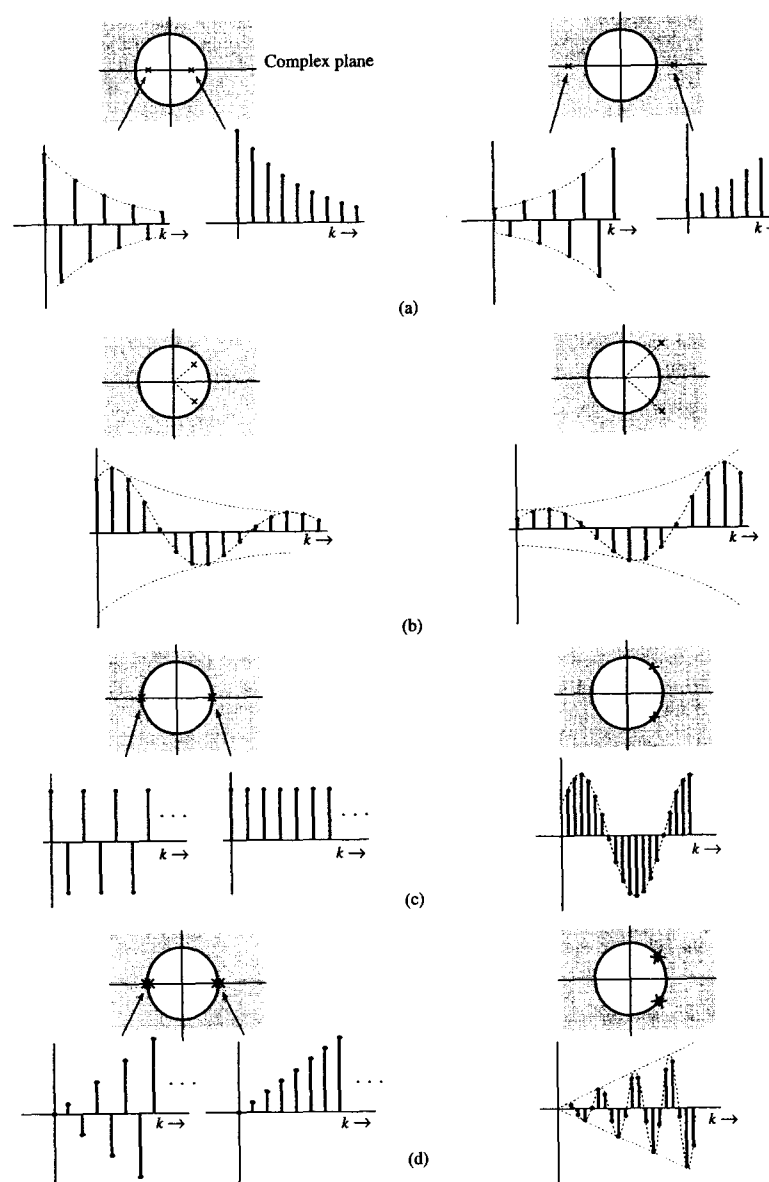 Complex plane
k →
k →
k →
k
(a)
k →
k →
(b)
. . .
. . .
k →
k →
k →
(c)
. . .
. . .
k →
k →
k →
(d)